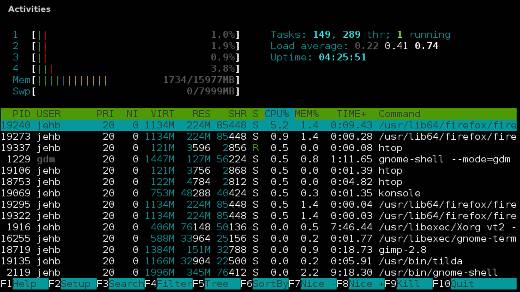 Activities
1 [|| 1.0%] Tasks: 149, 289 thr; 1 running
2 [|| 1.9%] Load average: 0.22 0.41 0.74
3 [|| 0.9%] Uptime: 04:25:51
4 [||| 3.8%]
Mem[||||||||||||| 1734/15977MB]
Swp[ 0/7999MB]
PID USER PRI NI VIRT RES SHR S CPU% MEM% TIME+ Command
19240 jehb 20 0 1134M 224M 85448 S 5.2 1.4 0:09.43 /usr/lib64/firefox/fire
19273 jehb 20 0 1134M 224M 85448 S 0.9 1.4 0:00.28 /usr/lib64/firefox/fire
19337 jehb 20 0 121M 3596 2856 R 0.5 0.0 0:00.08 htop
1229 gdm 20 0 1447M 127M 56224 S 0.5 0.8 1:11.65 gnome-shell --mode=gdm
19106 jehb 20 0 121M 3756 2868 S 0.5 0.0 0:01.39 htop
18753 jehb 20 0 122M 4784 2812 S 0.5 0.0 0:04.82 htop
19069 jehb 20 0 753M 48288 40424 S 0.5 0.3 0:01.35 konsole
19295 jehb 20 0 1134M 224M 85448 S 0.0 1.4 0:00.04 /usr/lib64/firefox/fire
19322 jehb 20 0 1134M 224M 85448 S 0.0 1.4 0:00.03 /usr/lib64/firefox/fire
1916 jehb 20 0 406M 76148 50136 S 0.0 0.5 7:46.44 /usr/libexec/Xorg vt2 -
16255 jehb 20 0 588M 33964 25156 S 0.0 0.2 0:01.77 /usr/libexec/gnome-term
18719 jehb 20 0 1384M 151M 32788 S 0.0 0.9 0:18.73 gimp-2.8
19135 jehb 20 0 1166M 32904 22500 S 0.0 0.2 0:05.91 /usr/bin/tilda
2119 jehb 20 0 1996M 345M 76412 S 0.0 2.2 9:18.30 /usr/bin/gnome-shell
F1Help F2Setup F3Search F4Filter F5Tree F6SortBy F7Nice - F8Nice + F9Kill F10Quit